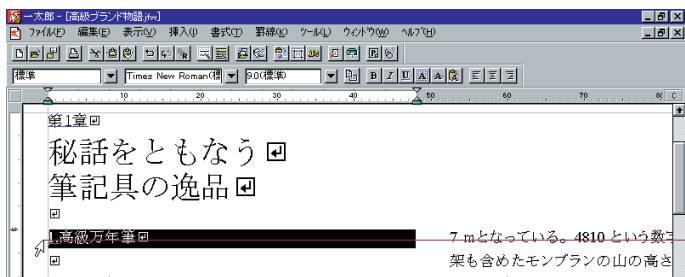 一太郎 - [高級ブランド物語.jfw]
ファイル(F) 編集(E) 表示(V) 挿入(I) 書式(T) 罫線(K) ツール(L) ウィンドウ(W) ヘルプ(H)
標準 Times New Roman(標 9.0(標準) B I U A A
10 20 30 40 50 60 70 8( C
第1章
秘話をともなう
筆記具の逸品
1.高級万年筆
7 mとなっている。4810 という数字
架も含めたモンブランの山の高さ